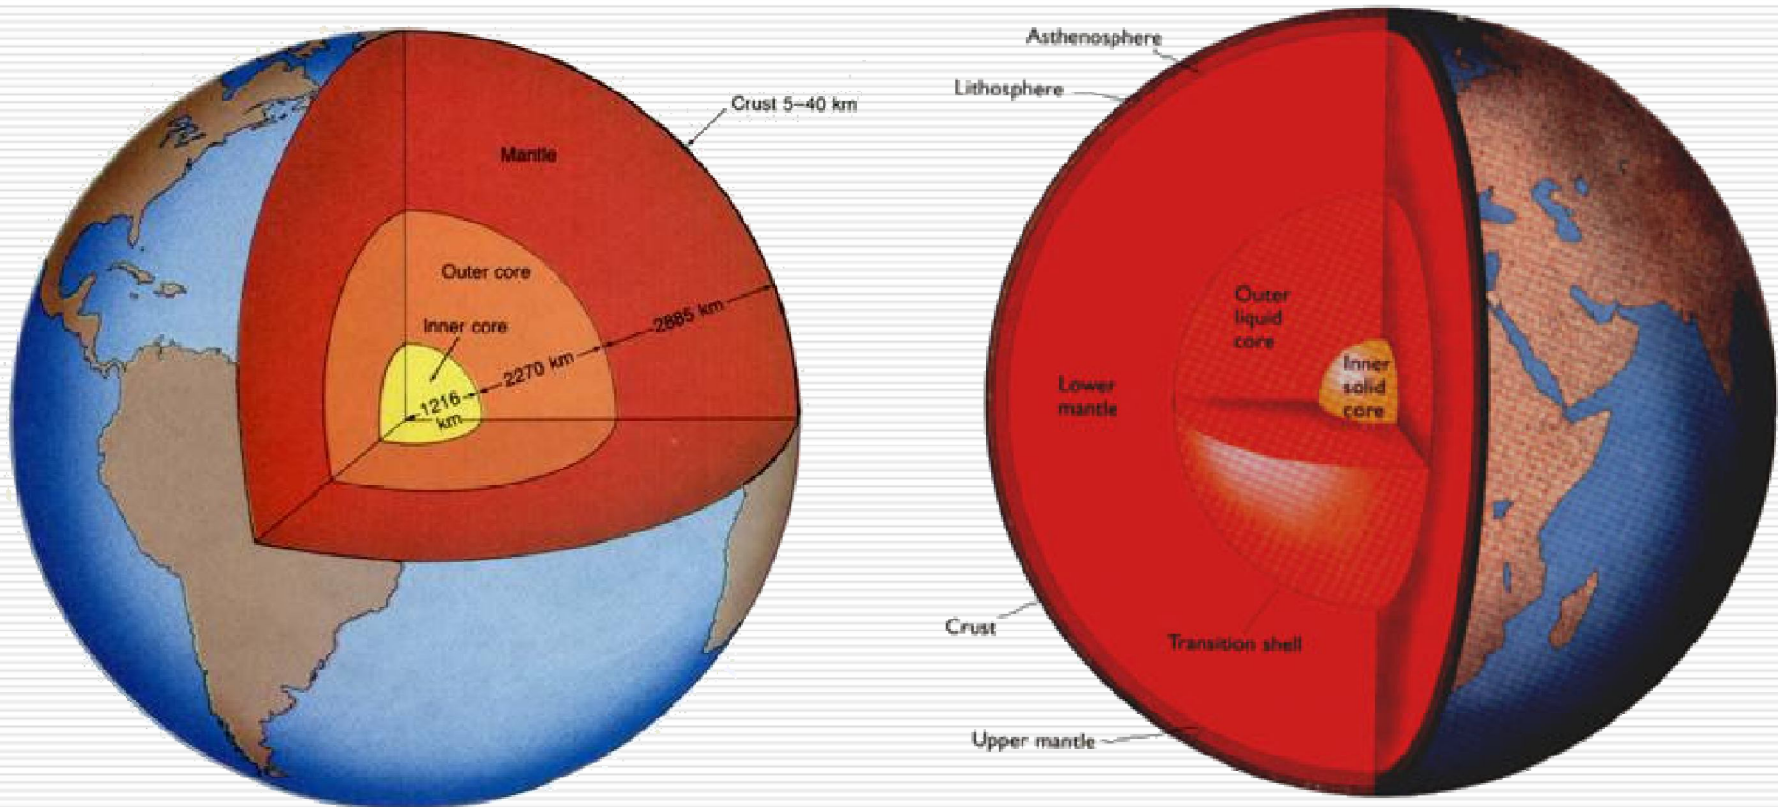 Crust 5–40 km
Mantle
Outer core
Inner core
2885 km
2270 km
1216
km
Asthenosphere
Lithosphere
Outer
liquid
core
Inner
solid
core
Lower
mantle
Crust
Transition shell
Upper mantle